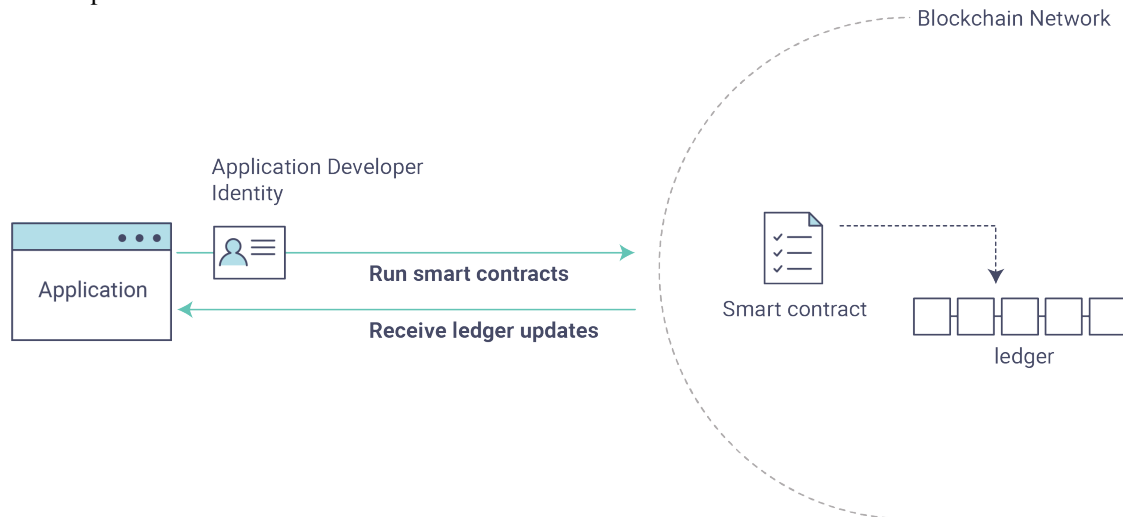 Blockchain Network
Application Developer
Identity
Application
Run smart contracts
Receive ledger updates
Smart contract
ledger